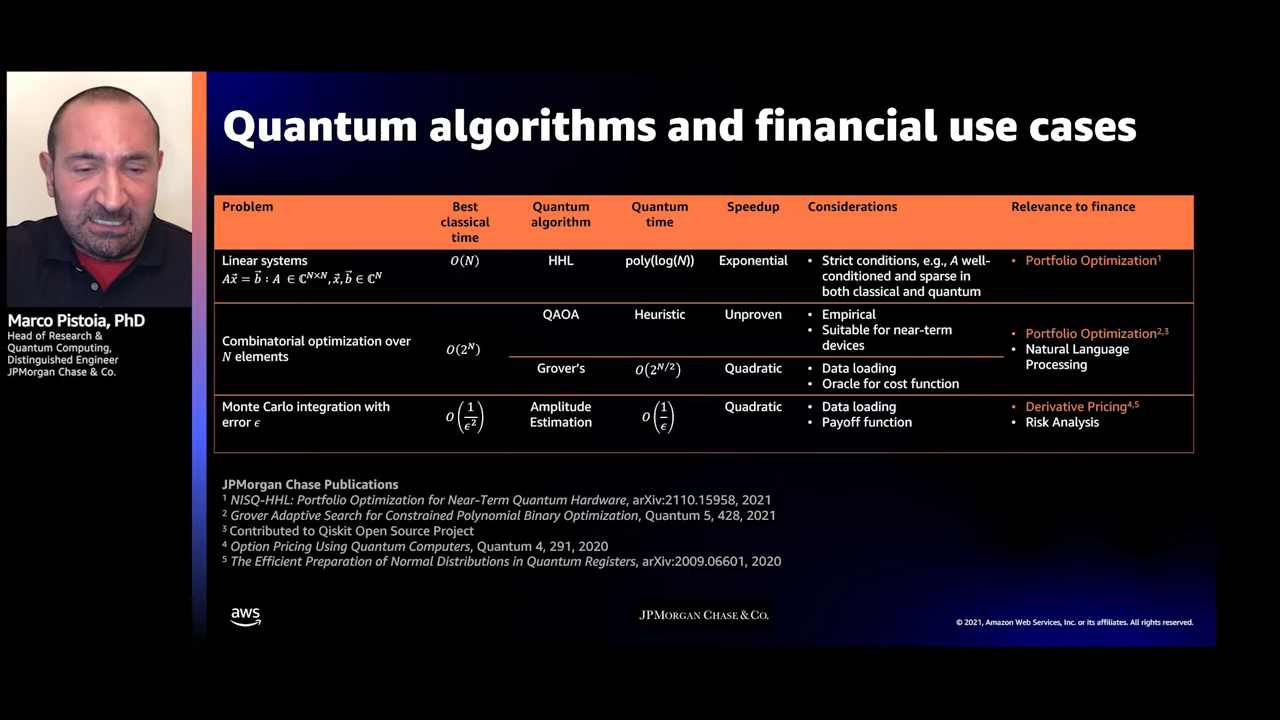 Quantum algorithms and financial use cases
Problem
Best classical time
Quantum algorithm
Quantum time
Speedup
Considerations
Relevance to finance
Linear systems
A𝑥⃗ = 𝑏⃗ : A ∈ ℂᴺˣᴺ, 𝑥⃗, 𝑏⃗ ∈ ℂᴺ
O(N)
HHL
poly(log(N))
Exponential
• Strict conditions, e.g., A well-
conditioned and sparse in
both classical and quantum
• Portfolio Optimization¹
Combinatorial optimization over
N elements
O(2ᴺ)
QAOA
Heuristic
Unproven
• Empirical
• Suitable for near-term
devices
Grover's
O(2ᴺ/²)
Quadratic
• Data loading
• Oracle for cost function
• Portfolio Optimization²,³
• Natural Language
Processing
Monte Carlo integration with
error ϵ
O(1/ϵ²)
Amplitude
Estimation
O(1/ϵ)
Quadratic
• Data loading
• Payoff function
• Derivative Pricing⁴,⁵
• Risk Analysis
Marco Pistoia, PhD
Head of Research &
Quantum Computing,
Distinguished Engineer
JPMorgan Chase & Co.
JPMorgan Chase Publications
¹ NISQ-HHL: Portfolio Optimization for Near-Term Quantum Hardware, arXiv:2110.15958, 2021
² Grover Adaptive Search for Constrained Polynomial Binary Optimization, Quantum 5, 428, 2021
³ Contributed to Qiskit Open Source Project
⁴ Option Pricing Using Quantum Computers, Quantum 4, 291, 2020
⁵ The Efficient Preparation of Normal Distributions in Quantum Registers, arXiv:2009.06601, 2020
aws
JPMORGAN CHASE & CO.
© 2021, Amazon Web Services, Inc. or its affiliates. All rights reserved.